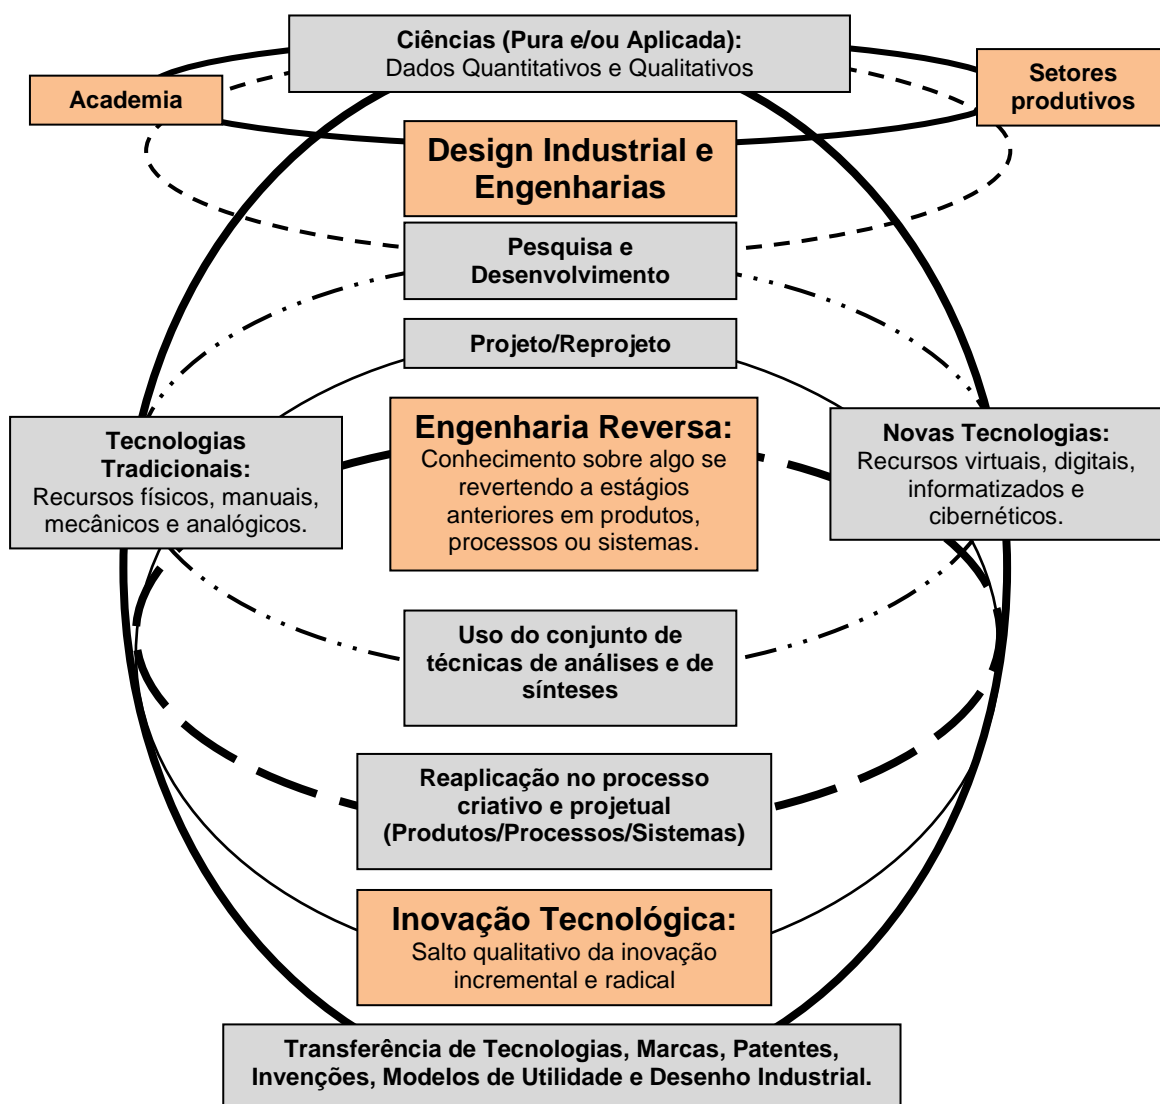 Ciências (Pura e/ou Aplicada):
Dados Quantitativos e Qualitativos
Academia
Setores
produtivos
Design Industrial e
Engenharias
Pesquisa e
Desenvolvimento
Projeto/Reprojeto
Tecnologias
Tradicionais:
Recursos físicos, manuais,
mecânicos e analógicos.
Engenharia Reversa:
Conhecimento sobre algo se
revertendo a estágios
anteriores em produtos,
processos ou sistemas.
Novas Tecnologias:
Recursos virtuais, digitais,
informatizados e
cibernéticos.
Uso do conjunto de
técnicas de análises e de
sínteses
Reaplicação no processo
criativo e projetual
(Produtos/Processos/Sistemas)
Inovação Tecnológica:
Salto qualitativo da inovação
incremental e radical
Transferência de Tecnologias, Marcas, Patentes,
Invenções, Modelos de Utilidade e Desenho Industrial.